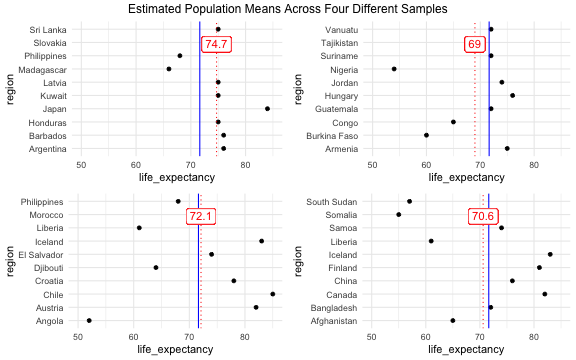 Estimated Population Means Across Four Different Samples
region
Sri Lanka
Slovakia
Philippines
Madagascar
Latvia
Kuwait
Japan
Honduras
Barbados
Argentina
74.7
50 60 70 80
life_expectancy
region
Vanuatu
Tajikistan
Suriname
Nigeria
Jordan
Hungary
Guatemala
Congo
Burkina Faso
Armenia
69
50 60 70 80
life_expectancy
region
Philippines
Morocco
Liberia
Iceland
El Salvador
Djibouti
Croatia
Chile
Austria
Angola
72.1
50 60 70 80
life_expectancy
region
South Sudan
Somalia
Samoa
Liberia
Iceland
Finland
China
Canada
Bangladesh
Afghanistan
70.6
50 60 70 80
life_expectancy